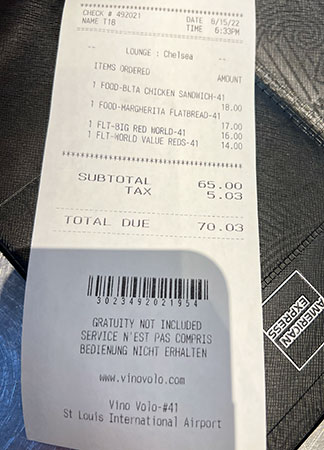 CHECK # 492021 DATE 6/15/22
NAME T18 TIME 6:33PM
-- LOUNGE : Chelsea --
ITEMS ORDERED AMOUNT
1 FOOD-BLTA CHICKEN SANDWICH-41 18.00
1 FOOD-MARGHERITA FLATBREAD-41 17.00
1 FLT-BIG RED WORLD-41 16.00
1 FLT-WORLD VALUE REDS-41 14.00
SUBTOTAL 65.00
TAX 5.03
TOTAL DUE 70.03
3023492021954
GRATUITY NOT INCLUDED
SERVICE N'EST PAS COMPRIS
BEDIENUNG NICHT ERHALTEN
www.vinovolo.com
Vino Volo-#41
St Louis International Airport
AMERICAN
EXPRESS